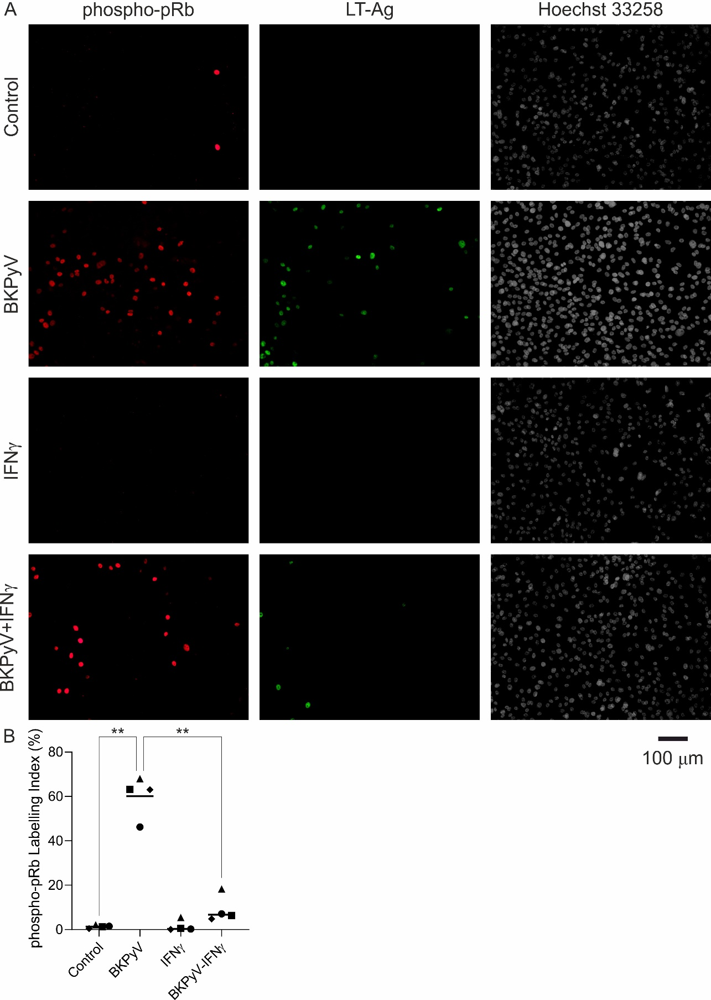 A
phospho-pRb
LT-Ag
Hoechst 33258
Control
BKPyV
IFNγ
BKPyV+IFNγ
B
100 μm
phospho-pRb Labelling Index (%)
**
**
80
60
40
20
0
Control
BKPyV
IFNγ
BKPyV-IFNγ